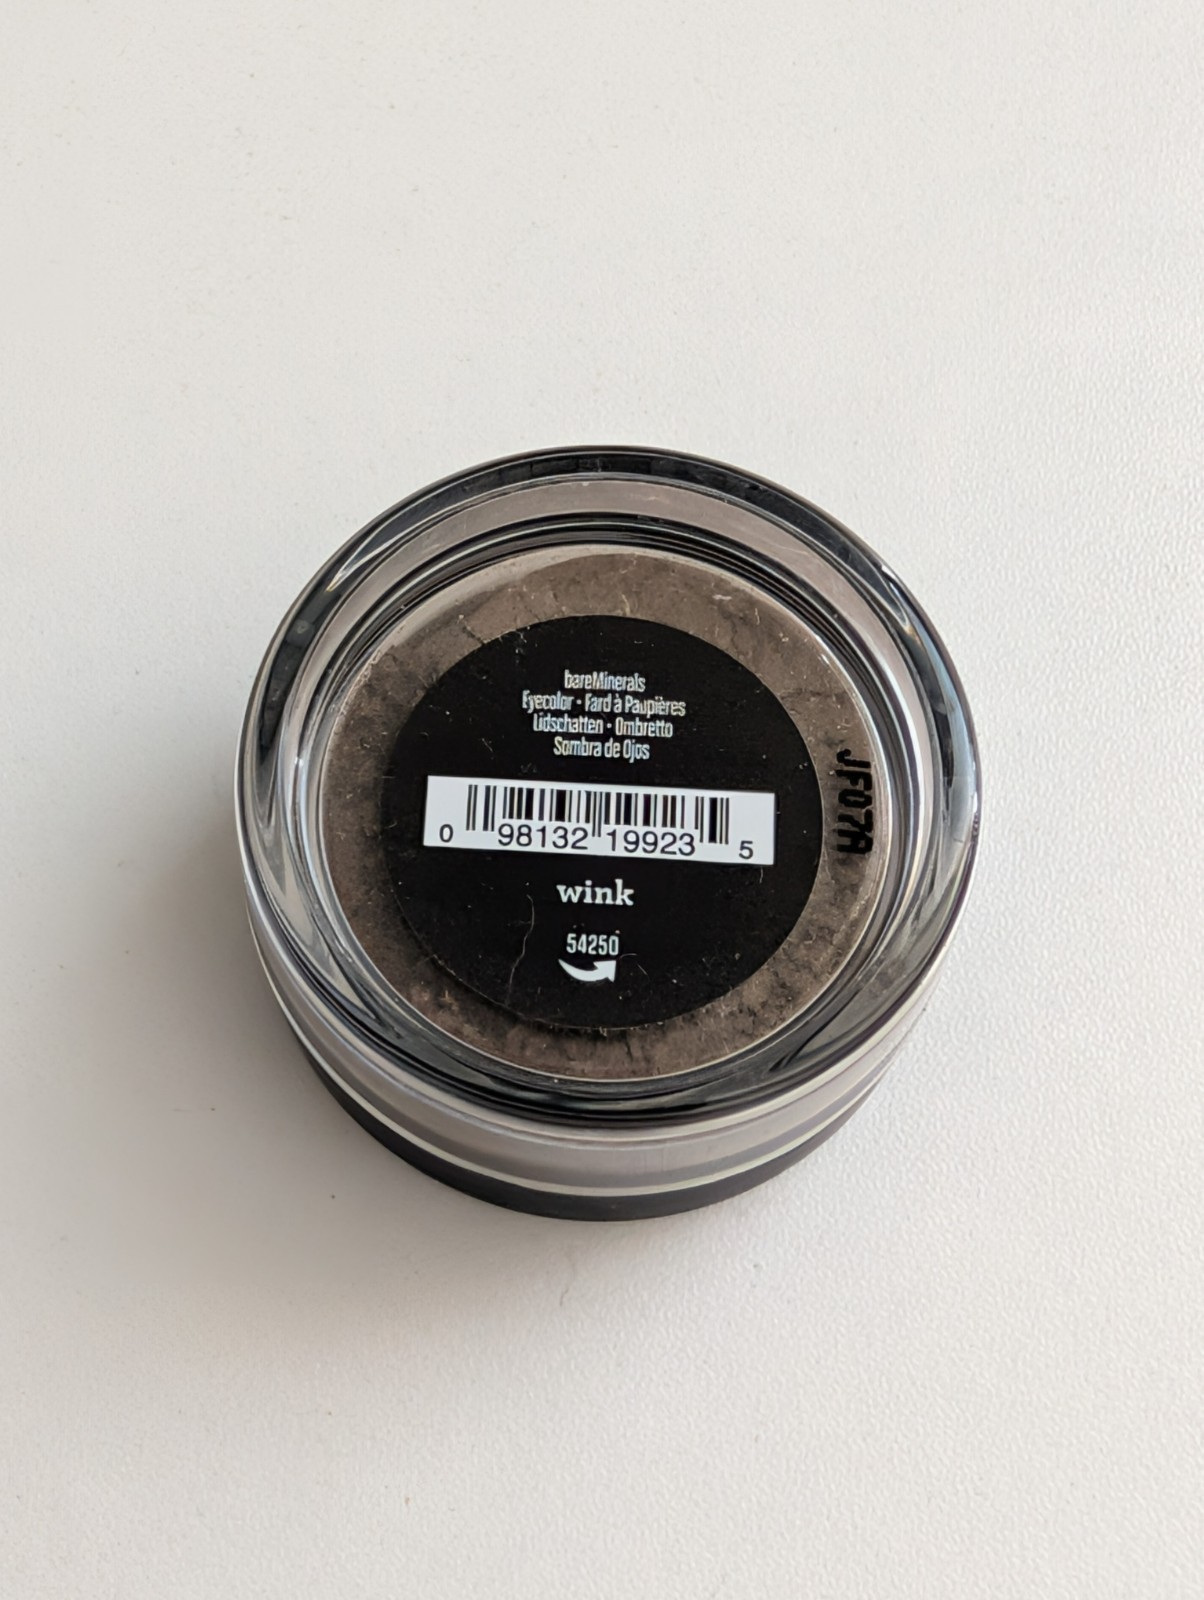 bareMinerals
Eyecolor • Fard à Paupières
Lidschatten • Ombretto
Sombra de Ojos
0 98132 19923 5
wink
54250
JF07A